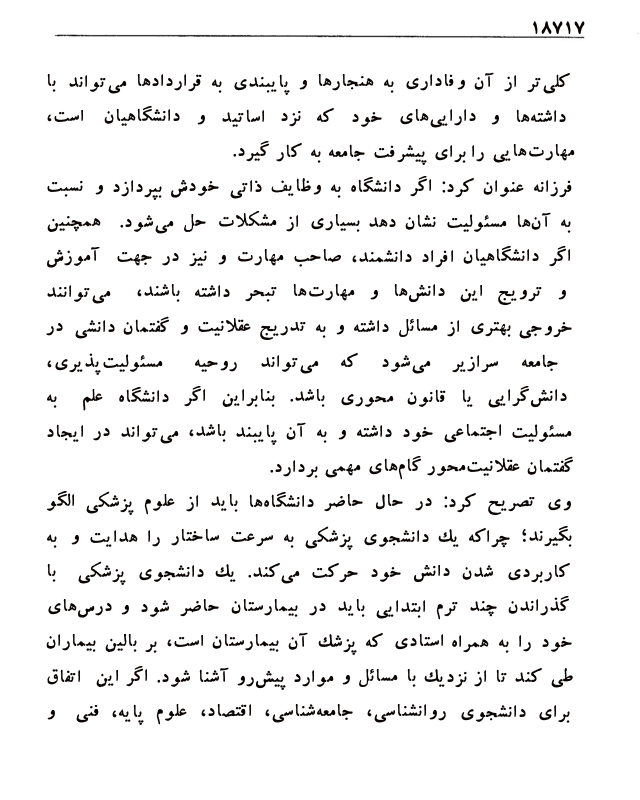 ۱۸۷۱۷
کلی‌تر از آن وفاداری به هنجارها و پایبندی به قراردادها می‌تواند با
داشته‌ها و دارایی‌های خود که نزد اساتید و دانشگاهیان است،
مهارت‌هایی را برای پیشرفت جامعه به کار گیرد.
فرزانه عنوان کرد: اگر دانشگاه به وظایف ذاتی خودش بپردازد و نسبت
به آن‌ها مسئولیت نشان دهد بسیاری از مشکلات حل می‌شود. همچنین
اگر دانشگاهیان افراد دانشمند، صاحب مهارت و نیز در جهت آموزش
و ترویج این دانش‌ها و مهارت‌ها تبحر داشته باشند، می‌توانند
خروجی بهتری از مسائل داشته و به تدریج عقلانیت و گفتمان دانشی در
جامعه سرازیر می‌شود که می‌تواند روحیه مسئولیت‌پذیری،
دانش‌گرایی یا قانون محوری باشد. بنابراین اگر دانشگاه علم به
مسئولیت اجتماعی خود داشته و به آن پایبند باشد، می‌تواند در ایجاد
گفتمان عقلانیت‌محور گام‌های مهمی بردارد.
وی تصریح کرد: در حال حاضر دانشگاه‌ها باید از علوم پزشکی الگو
بگیرند؛ چراکه یك دانشجوی پزشکی به سرعت ساختار را هدایت و به
کاربردی شدن دانش خود حرکت می‌کند. یك دانشجوی پزشکی با
گذراندن چند ترم ابتدایی باید در بیمارستان حاضر شود و درس‌های
خود را به همراه استادی که پزشك آن بیمارستان است، بر بالین بیماران
طی کند تا از نزدیك با مسائل و موارد پیش‌رو آشنا شود. اگر این اتفاق
برای دانشجوی روانشناسی، جامعه‌شناسی، اقتصاد، علوم پایه، فنی و